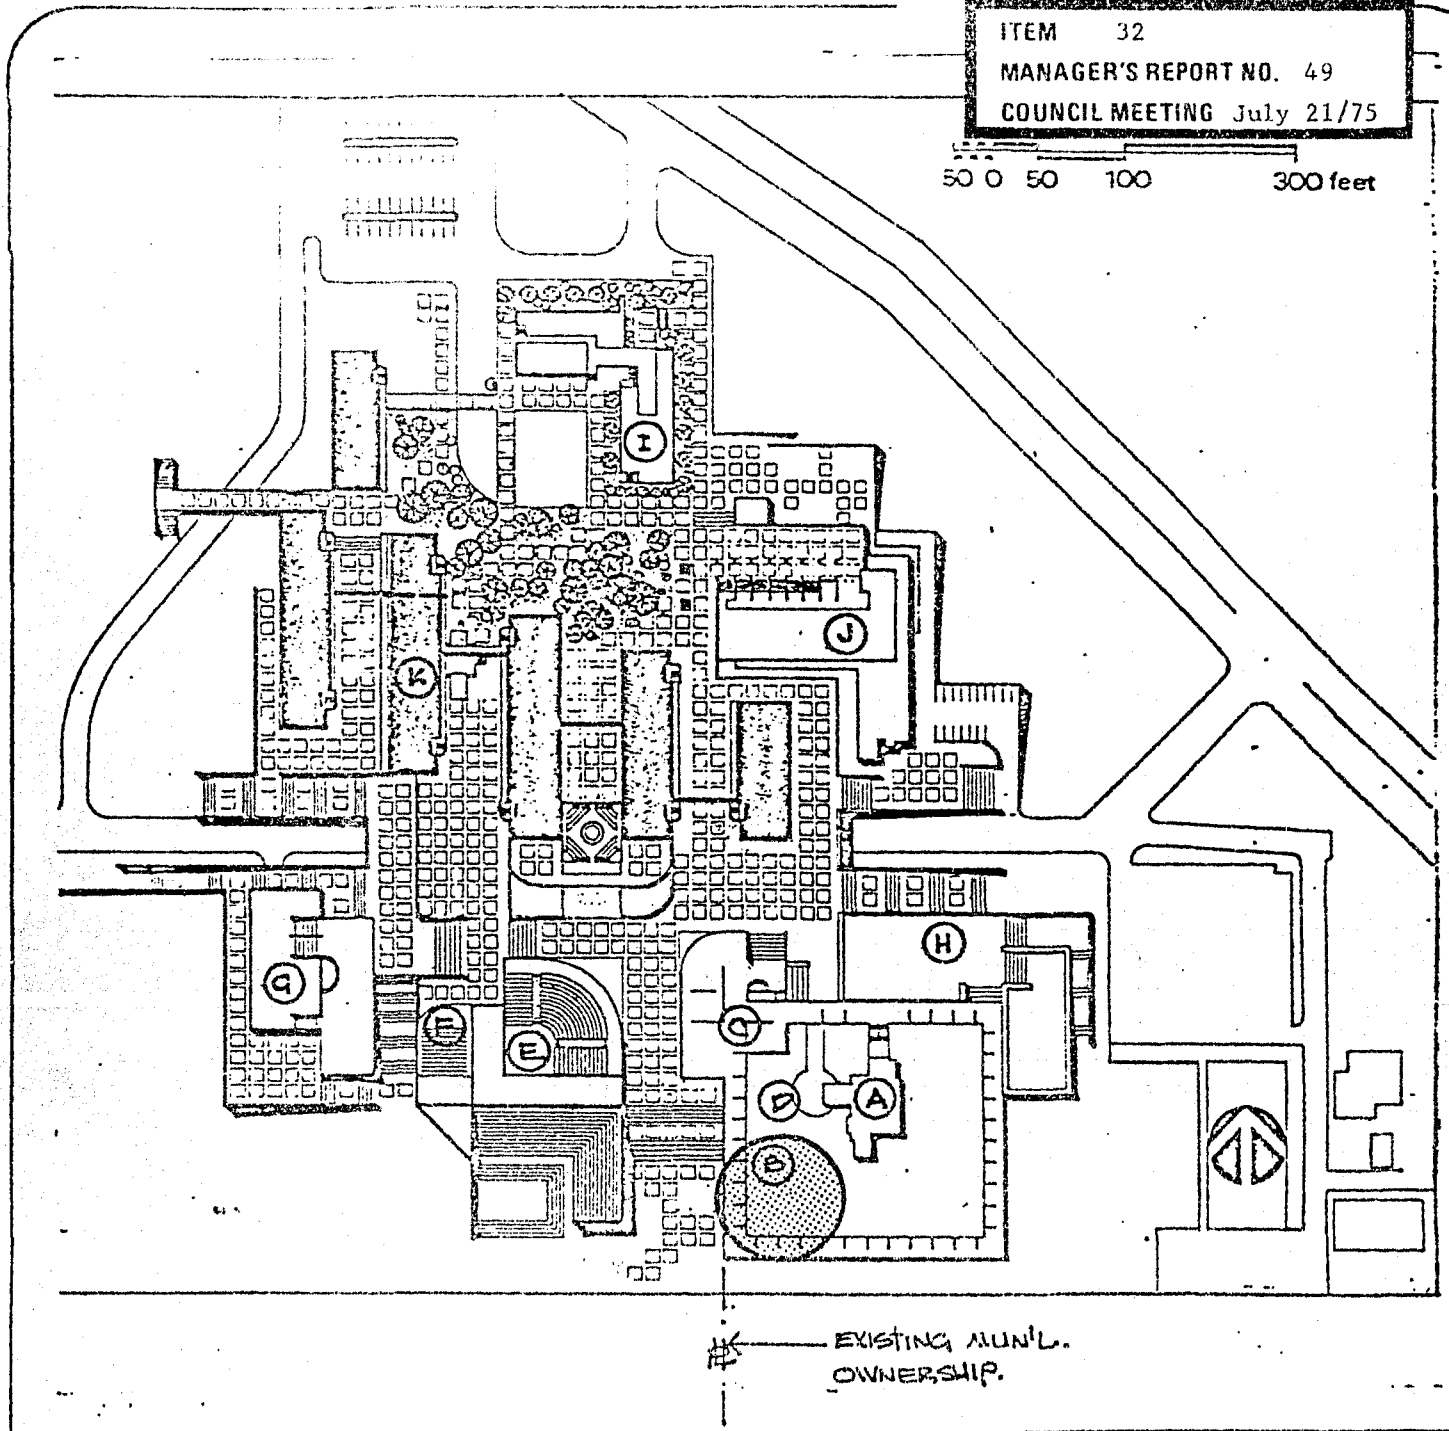 ITEM 32
MANAGER'S REPORT NO. 49
COUNCIL MEETING July 21/75
50 0 50 100 300 feet
I
J
K
H
G
F
E
C
D
A
B
EXISTING MUN'L.
OWNERSHIP.